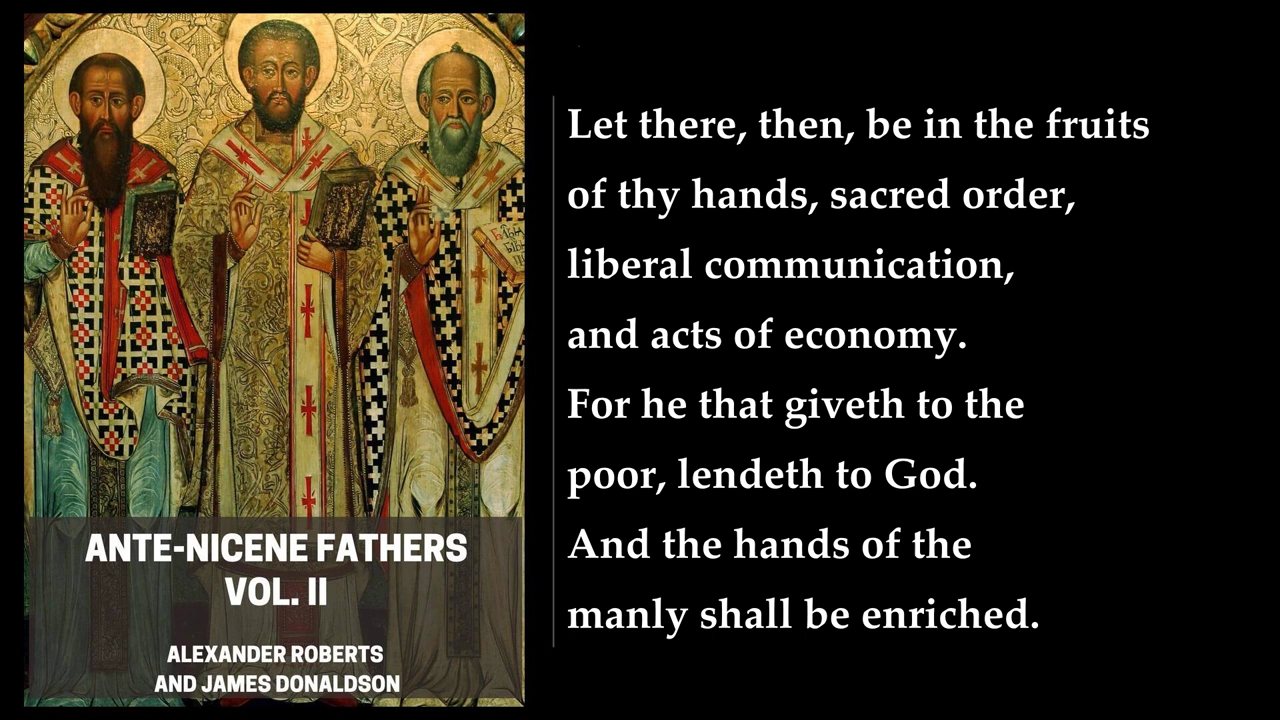 ANTE-NICENE FATHERS
VOL. II
ALEXANDER ROBERTS
AND JAMES DONALDSON
Let there, then, be in the fruits
of thy hands, sacred order,
liberal communication,
and acts of economy.
For he that giveth to the
poor, lendeth to God.
And the hands of the
manly shall be enriched.